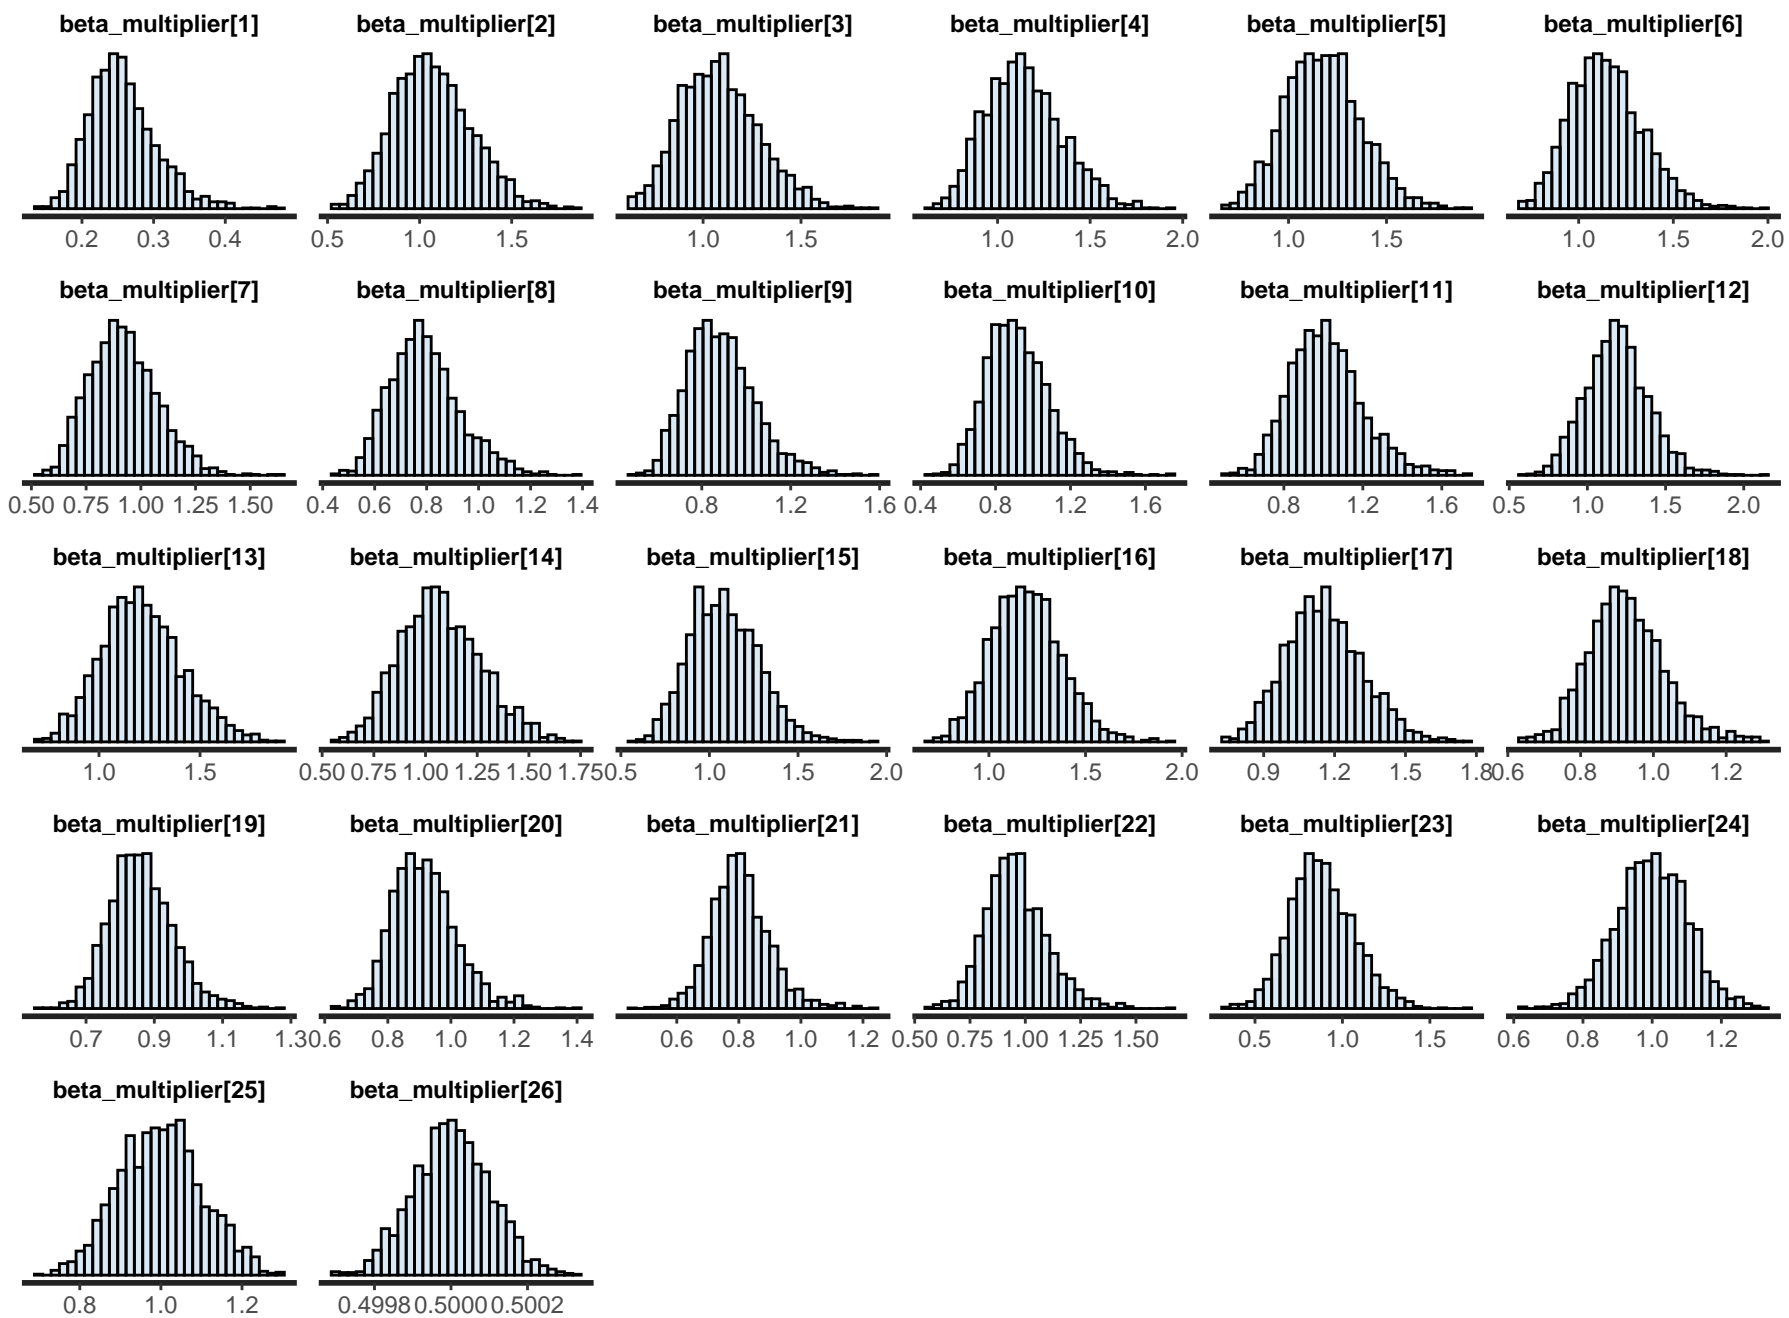 beta_multiplier[1] beta_multiplier[2] beta_multiplier[3] beta_multiplier[4] beta_multiplier[5] beta_multiplier[6]
0.2 0.3 0.4 0.5 1.0 1.5 1.0 1.5 1.0 1.5 2.0 1.0 1.5 1.0 1.5 2.0
beta_multiplier[7] beta_multiplier[8] beta_multiplier[9] beta_multiplier[10] beta_multiplier[11] beta_multiplier[12]
0.50 0.75 1.00 1.25 1.50 0.4 0.6 0.8 1.0 1.2 1.4 0.8 1.2 1.6 0.4 0.8 1.2 1.6 0.8 1.2 1.6 0.5 1.0 1.5 2.0
beta_multiplier[13] beta_multiplier[14] beta_multiplier[15] beta_multiplier[16] beta_multiplier[17] beta_multiplier[18]
1.0 1.5 0.50 0.75 1.00 1.25 1.50 1.75 0.5 1.0 1.5 2.0 1.0 1.5 2.0 0.9 1.2 1.5 1.8 0.6 0.8 1.0 1.2
beta_multiplier[19] beta_multiplier[20] beta_multiplier[21] beta_multiplier[22] beta_multiplier[23] beta_multiplier[24]
0.7 0.9 1.1 1.3 0.6 0.8 1.0 1.2 1.4 0.6 0.8 1.0 1.2 0.50 0.75 1.00 1.25 1.50 0.5 1.0 1.5 0.6 0.8 1.0 1.2
beta_multiplier[25] beta_multiplier[26]
0.8 1.0 1.2 0.4998 0.5000 0.5002